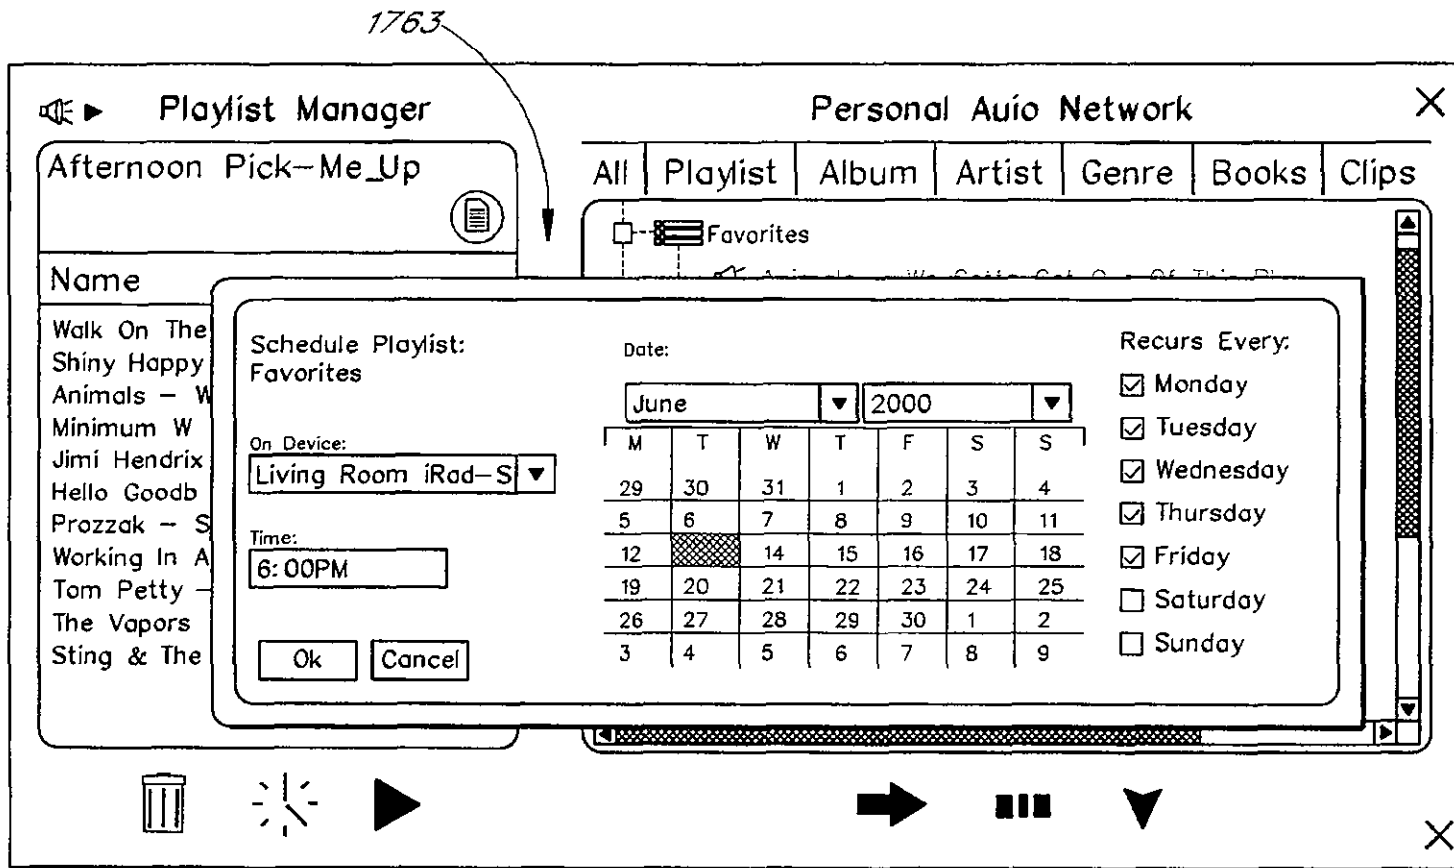 1763
Playlist Manager
Personal Auio Network
Afternoon Pick-Me_Up
All Playlist Album Artist Genre Books Clips
Favorites
Name
Walk On The
Shiny Happy
Animals - W
Minimum W
Jimi Hendrix
Hello Goodb
Prozzak - S
Working In A
Tom Petty -
The Vapors
Sting & The
Schedule Playlist:
Favorites
On Device:
Living Room iRad-S
Time:
6:00PM
Ok Cancel
Date:
June 2000
M T W T F S S
29 30 31 1 2 3 4
5 6 7 8 9 10 11
12 14 15 16 17 18
19 20 21 22 23 24 25
26 27 28 29 30 1 2
3 4 5 6 7 8 9
Recurs Every:
Monday
Tuesday
Wednesday
Thursday
Friday
Saturday
Sunday